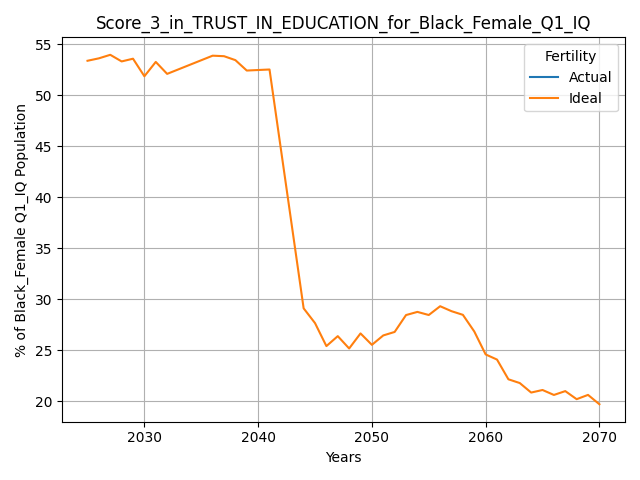 Score_3_in_TRUST_IN_EDUCATION_for_Black_Female_Q1_IQ
% of Black_Female Q1_IQ Population
55
50
45
40
35
30
25
20
Fertility
Actual
Ideal
2030 2040 2050 2060 2070
Years